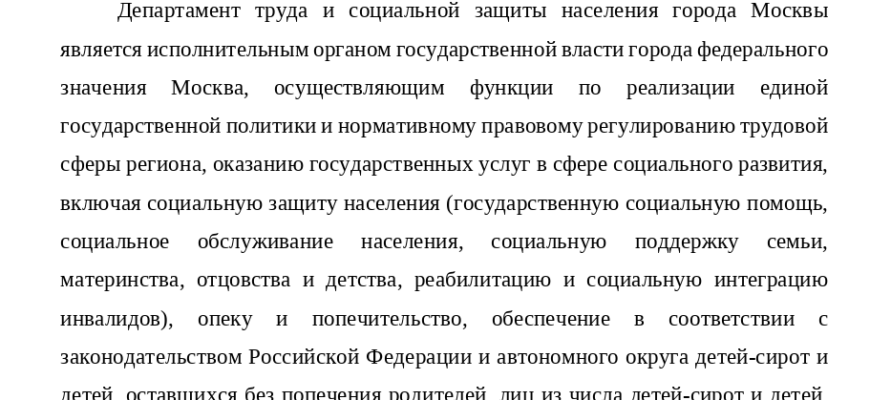 Департамент труда и социальной защиты населения города Москвы
является исполнительным органом государственной власти города федерального
значения Москва, осуществляющим функции по реализации единой
государственной политики и нормативному правовому регулированию трудовой
сферы региона, оказанию государственных услуг в сфере социального развития,
включая социальную защиту населения (государственную социальную помощь,
социальное обслуживание населения, социальную поддержку семьи,
материнства, отцовства и детства, реабилитацию и социальную интеграцию
инвалидов), опеку и попечительство, обеспечение в соответствии с
законодательством Российской Федерации и автономного округа детей-сирот и
детей, оставшихся без попечения родителей, лиц из числа детей-сирот и детей,